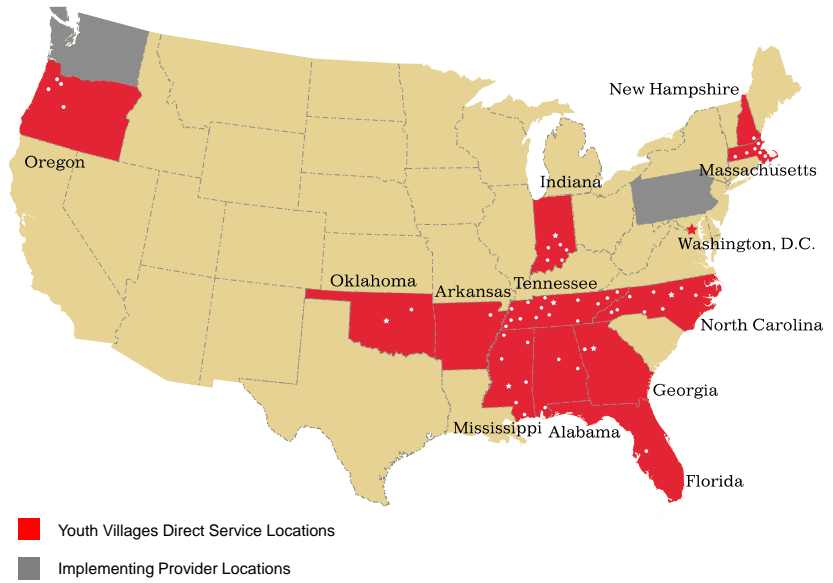 New Hampshire
Oregon
Massachusetts
Indiana
Washington, D.C.
Oklahoma
Arkansas
Tennessee
North Carolina
Georgia
Mississippi
Alabama
Florida
Youth Villages Direct Service Locations
Implementing Provider Locations